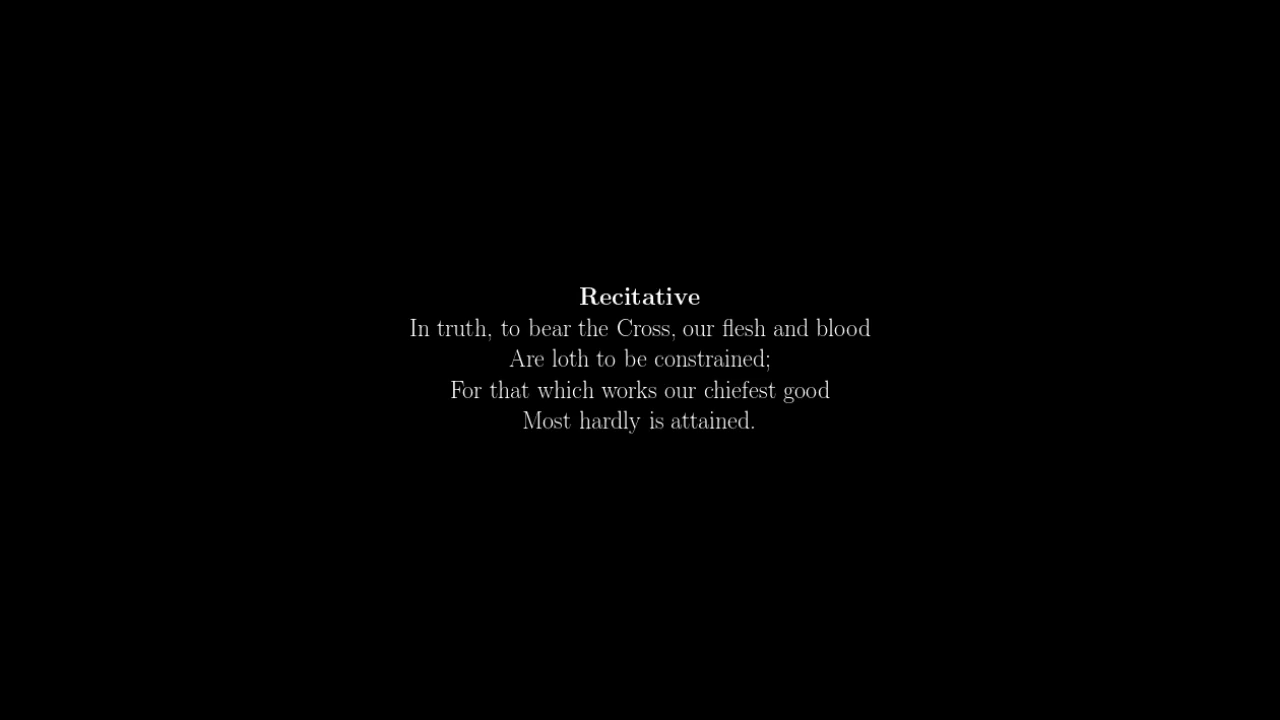 Recitative
In truth, to bear the Cross, our flesh and blood
Are loth to be constrained;
For that which works our chiefest good
Most hardly is attained.